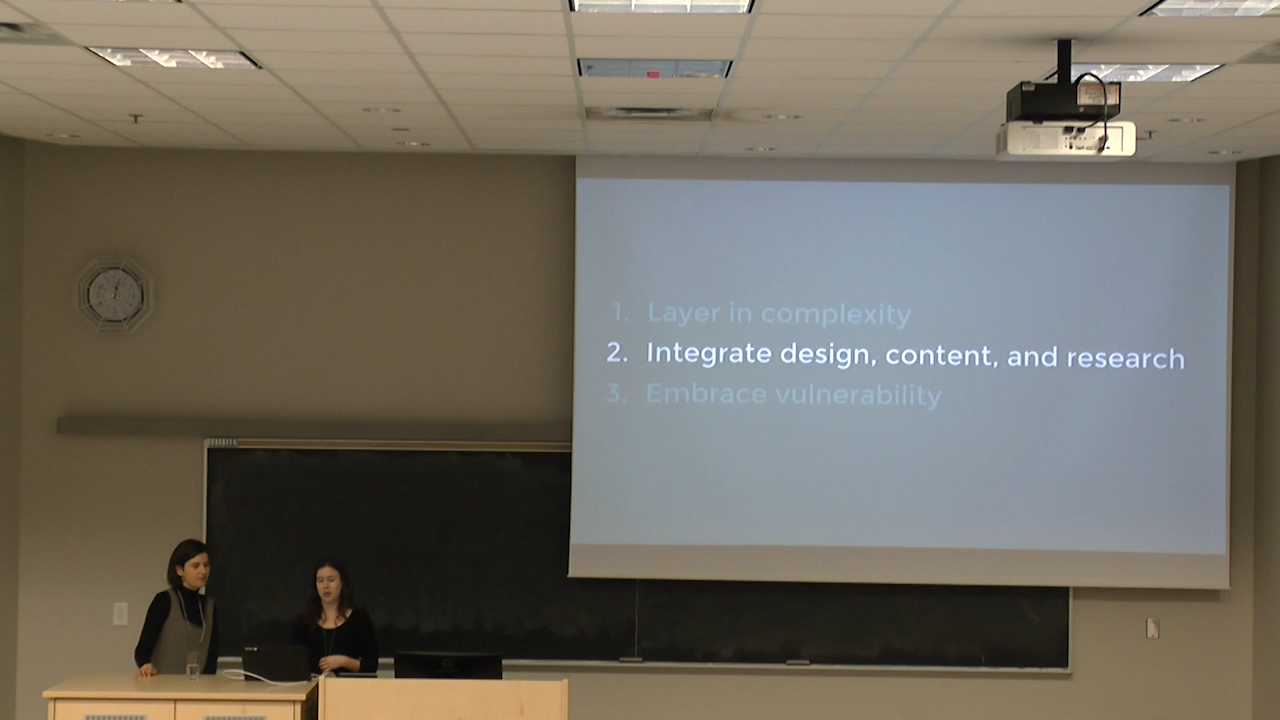 1. Layer in complexity
2. Integrate design, content, and research
3. Embrace vulnerability